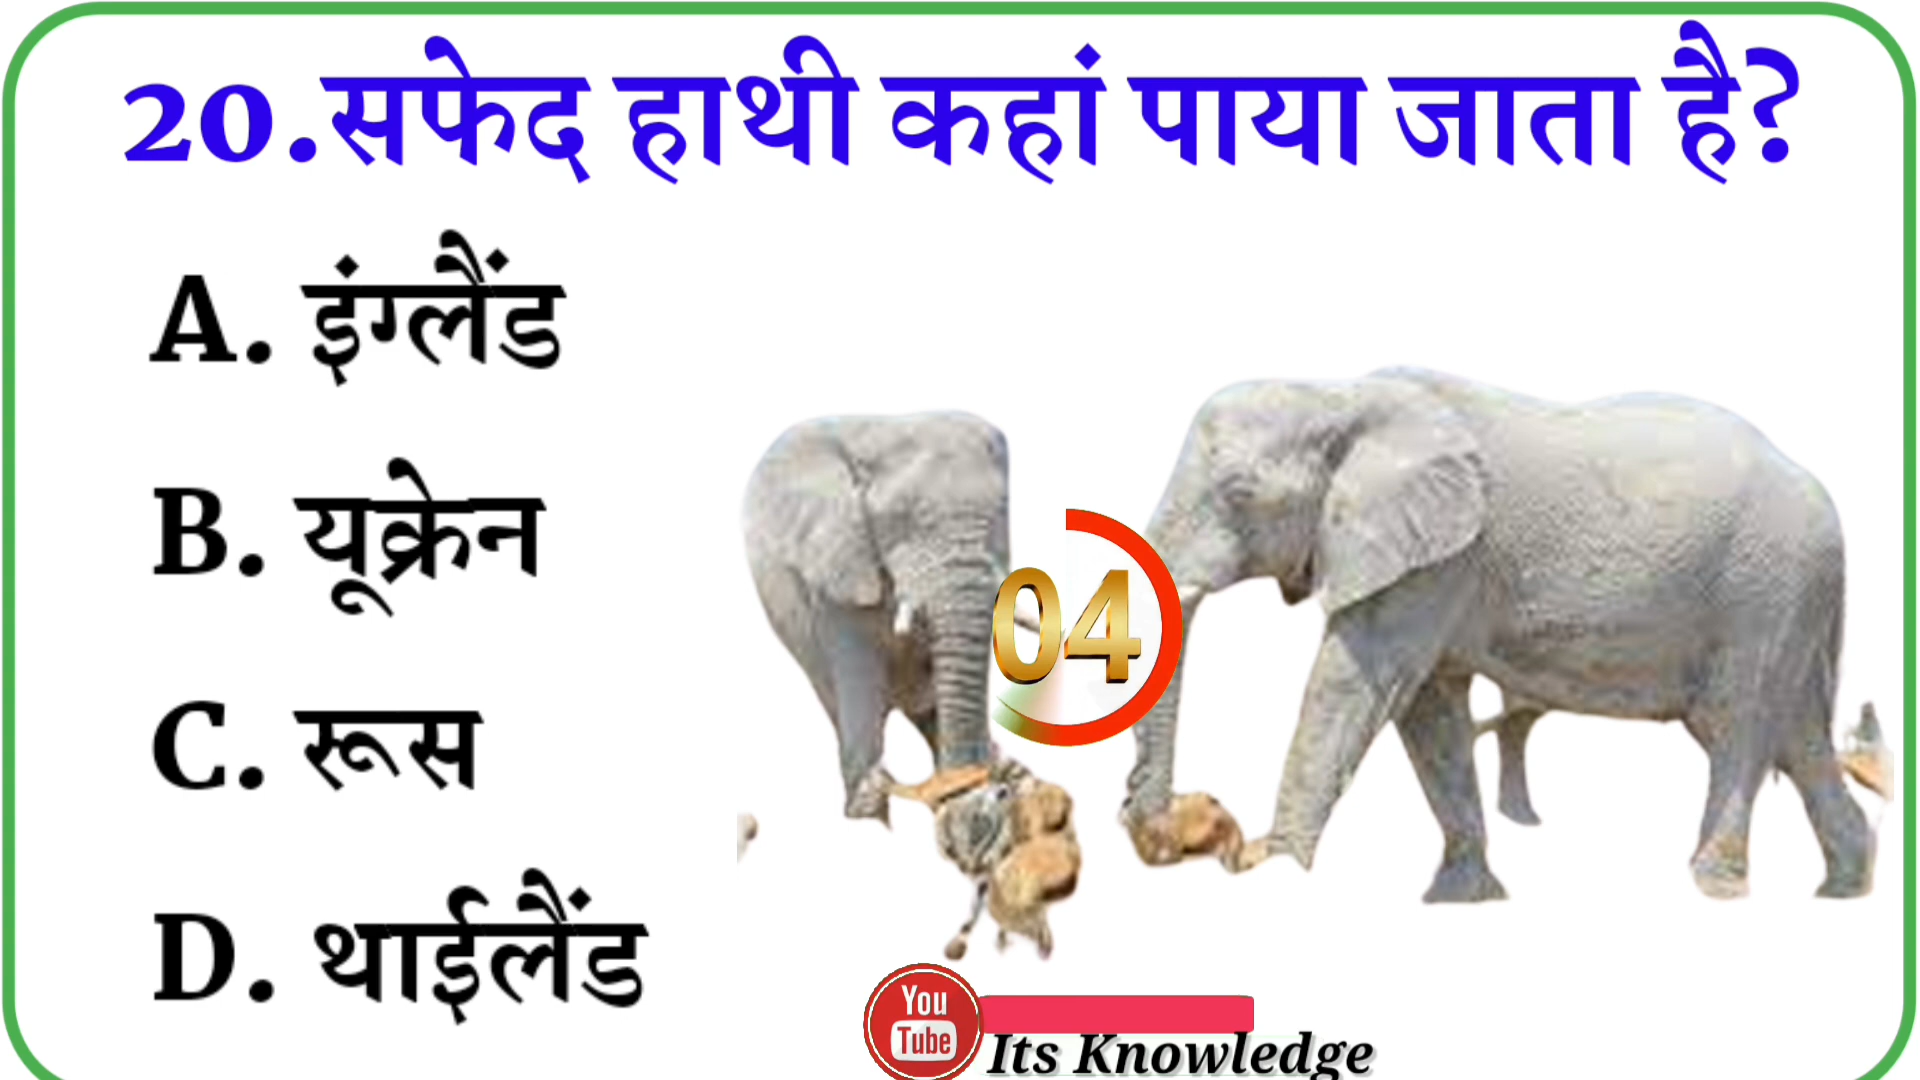 20.सफेद हाथी कहां पाया जाता है?
A. इंग्लैंड
B. यूक्रेन
C. रूस
D. थाईलैंड
04
You
Tube
Its Knowledge